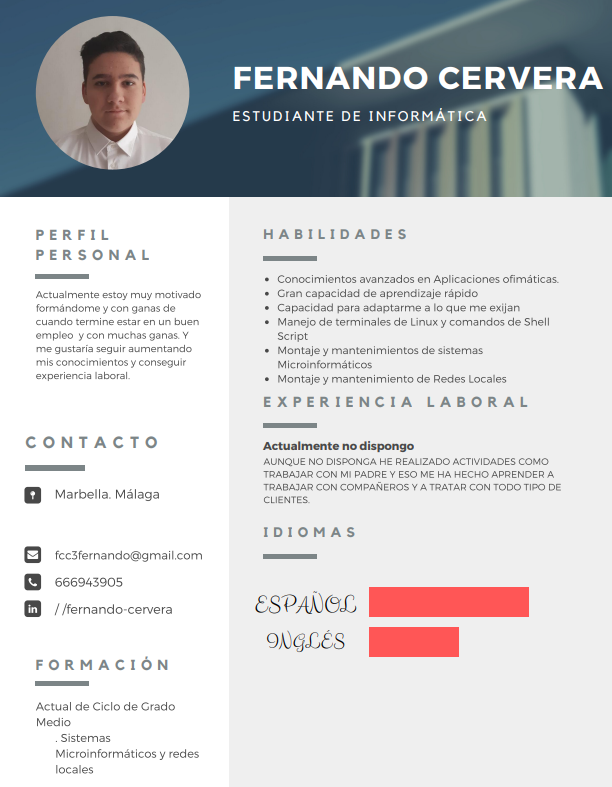 FERNANDO CERVERA
ESTUDIANTE DE INFORMÁTICA
PERFIL
PERSONAL
Actualmente estoy muy motivado
formándome y con ganas de
cuando termine estar en un buen
empleo y con muchas ganas. Y
me gustaría seguir aumentando
mis conocimientos y conseguir
experiencia laboral.
CONTACTO
Marbella. Málaga
fcc3fernando@gmail.com
666943905
in
/ /fernando-cervera
FORMACIÓN
Actual de Ciclo de Grado
Medio
. Sistemas
Microinformáticos y redes
locales
HABILIDADES
• Conocimientos avanzados en Aplicaciones ofimáticas.
• Gran capacidad de aprendizaje rápido
• Capacidad para adaptarme a lo que me exijan
• Manejo de terminales de Linux y comandos de Shell
Script
• Montaje y mantenimientos de sistemas
Microinformáticos
• Montaje y mantenimiento de Redes Locales
EXPERIENCIA LABORAL
Actualmente no dispongo
AUNQUE NO DISPONGA HE REALIZADO ACTIVIDADES COMO
TRABAJAR CON MI PADRE Y ESO ME HA HECHO APRENDER A
TRABAJAR CON COMPAÑEROS Y A TRATAR CON TODO TIPO DE
CLIENTES.
IDIOMAS
ESPAÑOL
INGLÉS